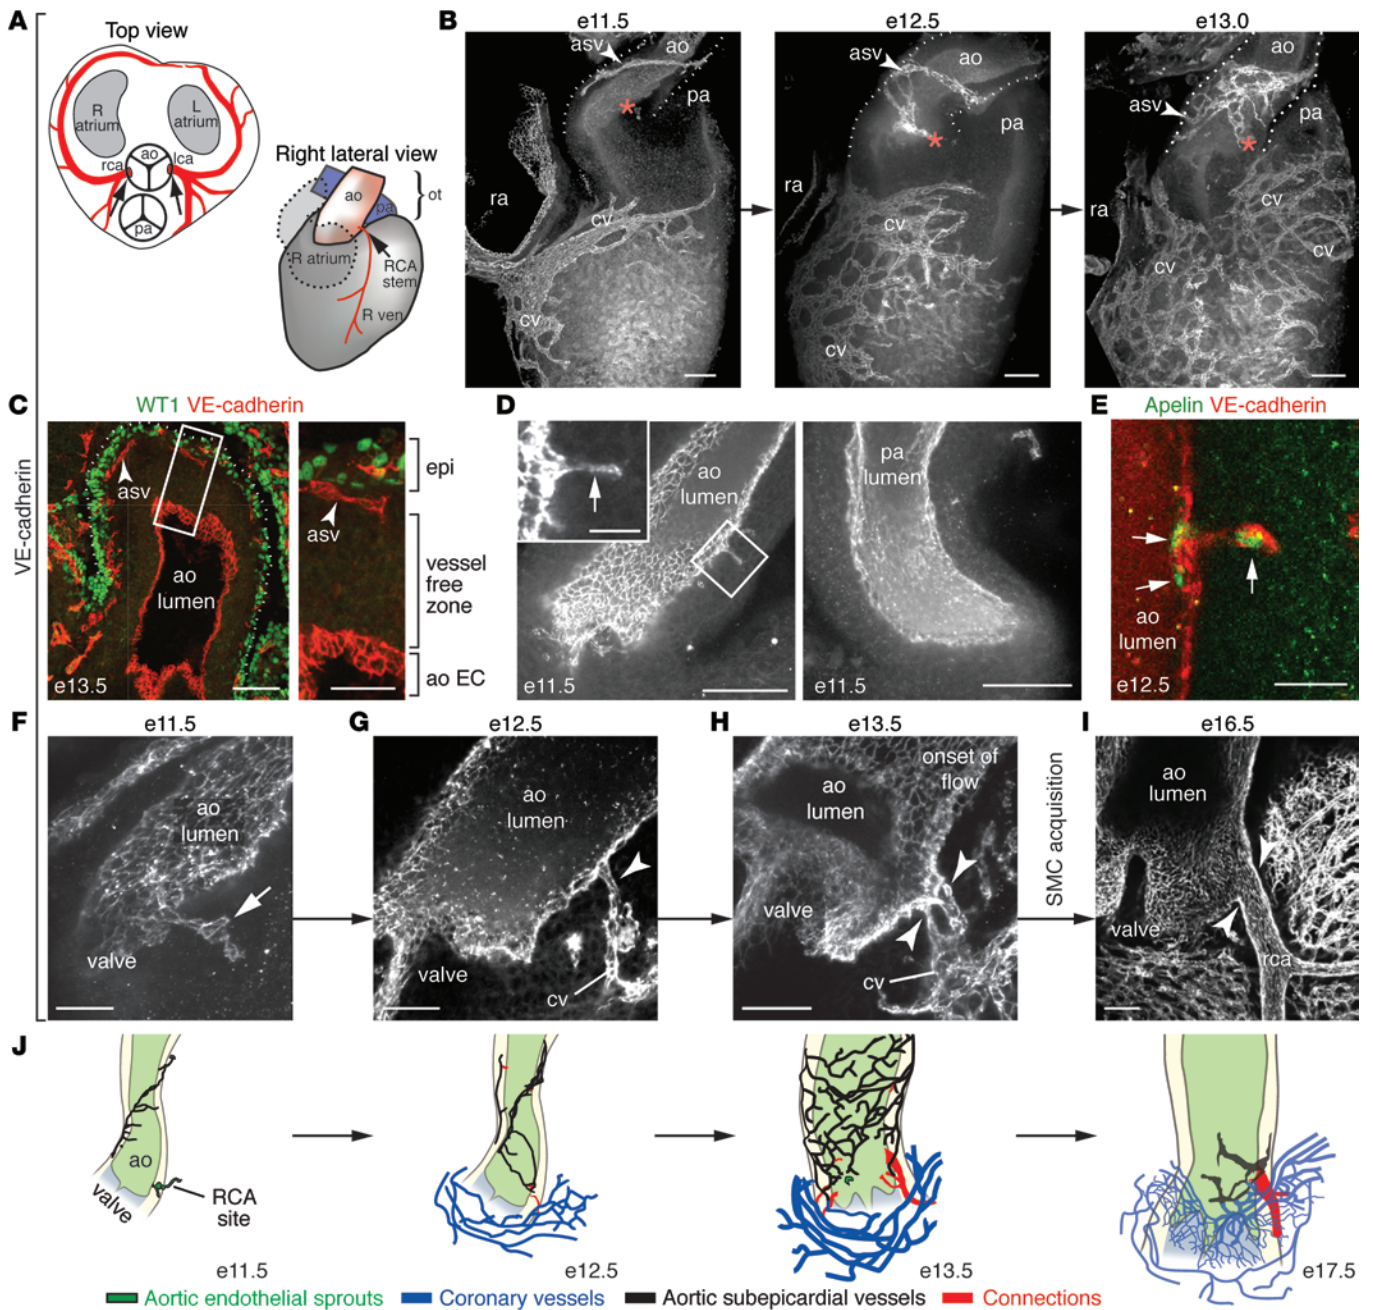 A
Top view
R
atrium
L
atrium
rca
ao
lca
pa
Right lateral view
ao
pa
ot
R atrium
RCA
stem
R ven
B
e11.5
asv
ao
pa
*
ra
cv
cv
e12.5
asv
ao
pa
*
ra
cv
cv
e13.0
ao
asv
pa
*
ra
cv
cv
cv
VE-cadherin
C
WT1 VE-cadherin
asv
ao
lumen
e13.5
asv
epi
vessel
free
zone
ao EC
D
ao
lumen
e11.5
pa
lumen
e11.5
E
Apelin VE-cadherin
ao
lumen
e12.5
F
e11.5
ao
lumen
valve
G
e12.5
ao
lumen
valve
cv
H
e13.5
onset of
flow
ao
lumen
valve
cv
SMC acquisition
I
e16.5
ao
lumen
valve
rca
J
ao
valve
RCA
site
e11.5
e12.5
e13.5
e17.5
Aortic endothelial sprouts
Coronary vessels
Aortic subepicardial vessels
Connections